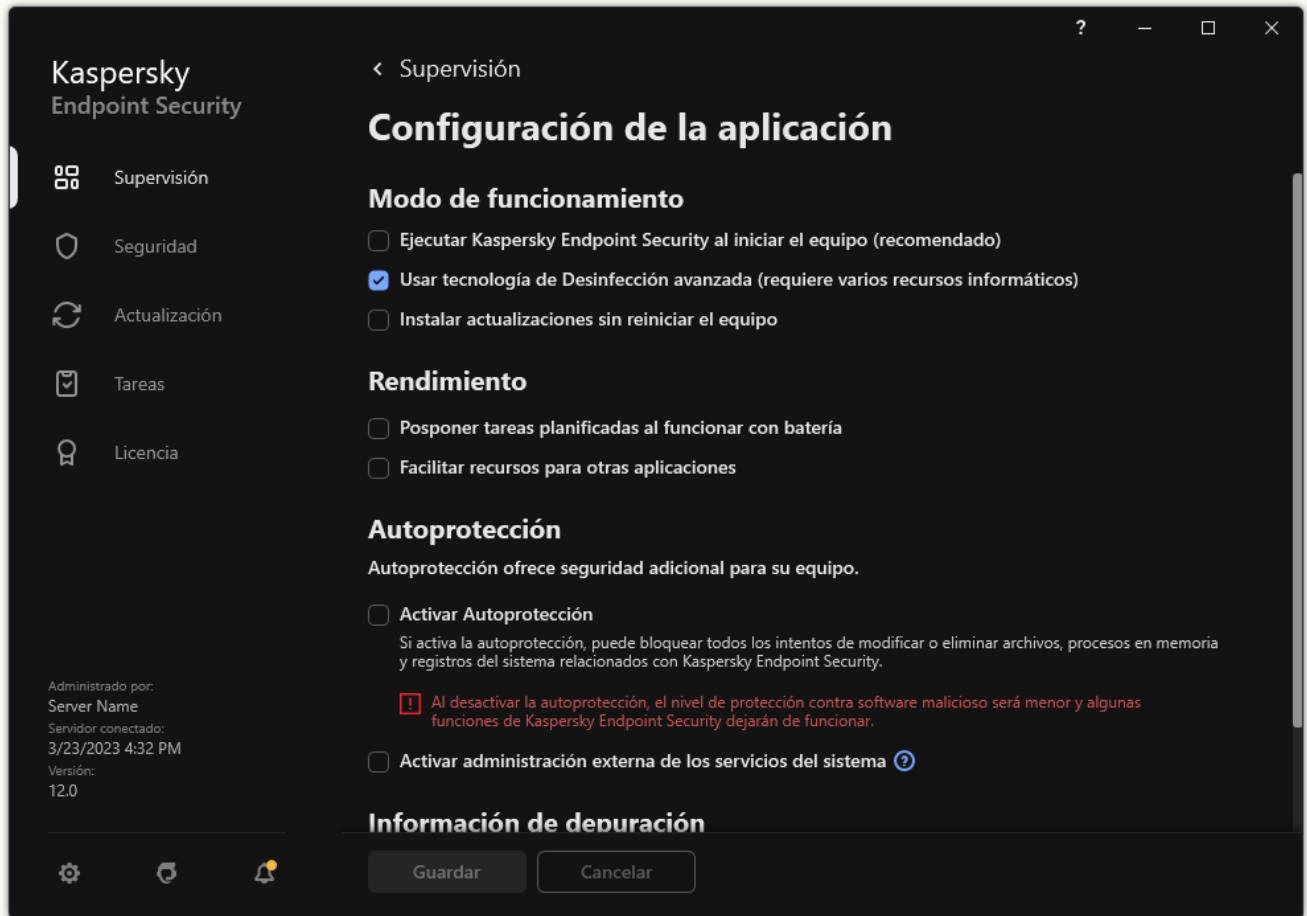 ?
Kaspersky
Endpoint Security
Supervisión
Seguridad
Actualización
Tareas
Licencia
Administrado por:
Server Name
Servidor conectado:
3/23/2023 4:32 PM
Versión:
12.0
Supervisión
Configuración de la aplicación
Modo de funcionamiento
Ejecutar Kaspersky Endpoint Security al iniciar el equipo (recomendado)
Usar tecnología de Desinfección avanzada (requiere varios recursos informáticos)
Instalar actualizaciones sin reiniciar el equipo
Rendimiento
Posponer tareas planificadas al funcionar con batería
Facilitar recursos para otras aplicaciones
Autoprotección
Autoprotección ofrece seguridad adicional para su equipo.
Activar Autoprotección
Si activa la autoprotección, puede bloquear todos los intentos de modificar o eliminar archivos, procesos en memoria
y registros del sistema relacionados con Kaspersky Endpoint Security.
Al desactivar la autoprotección, el nivel de protección contra software malicioso será menor y algunas
funciones de Kaspersky Endpoint Security dejarán de funcionar.
Activar administración externa de los servicios del sistema ?
Información de depuración
Guardar
Cancelar